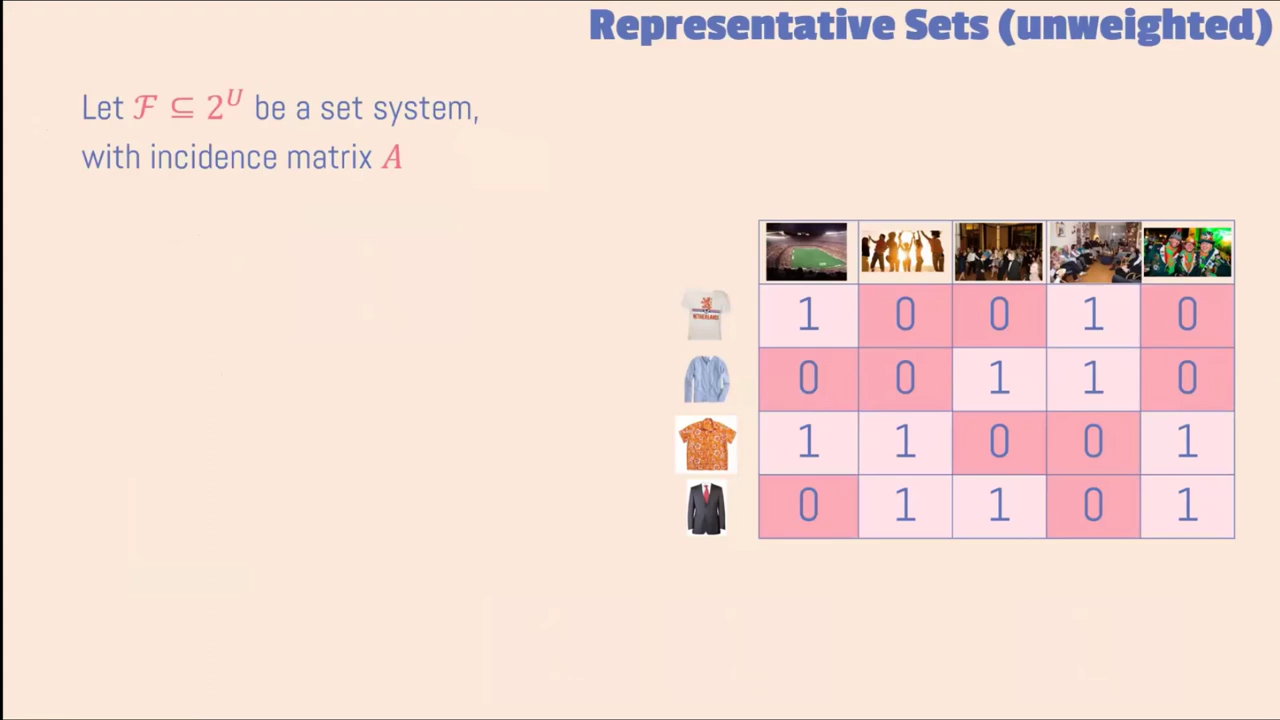 Representative Sets (unweighted)
Let ℱ ⊆ 2^U be a set system,
with incidence matrix A
1 0 0 1 0
NETHERLANDS
0 0 1 1 0
1 1 0 0 1
0 1 1 0 1